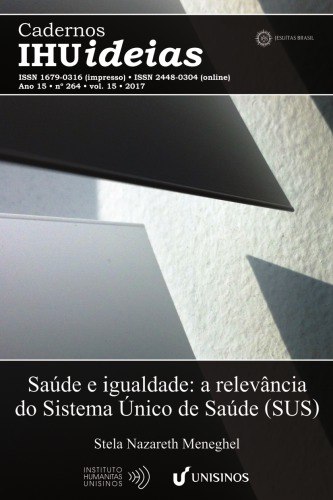 Cadernos
IHUideias
JESUÍTAS BRASIL
ISSN 1679-0316 (impresso) • ISSN 2448-0304 (online)
Ano 15 • nº 264 • vol. 15 • 2017
Saúde e igualdade: a relevância
do Sistema Único de Saúde (SUS)
Stela Nazareth Meneghel
INSTITUTO
HUMANITAS
UNISINOS
UNISINOS